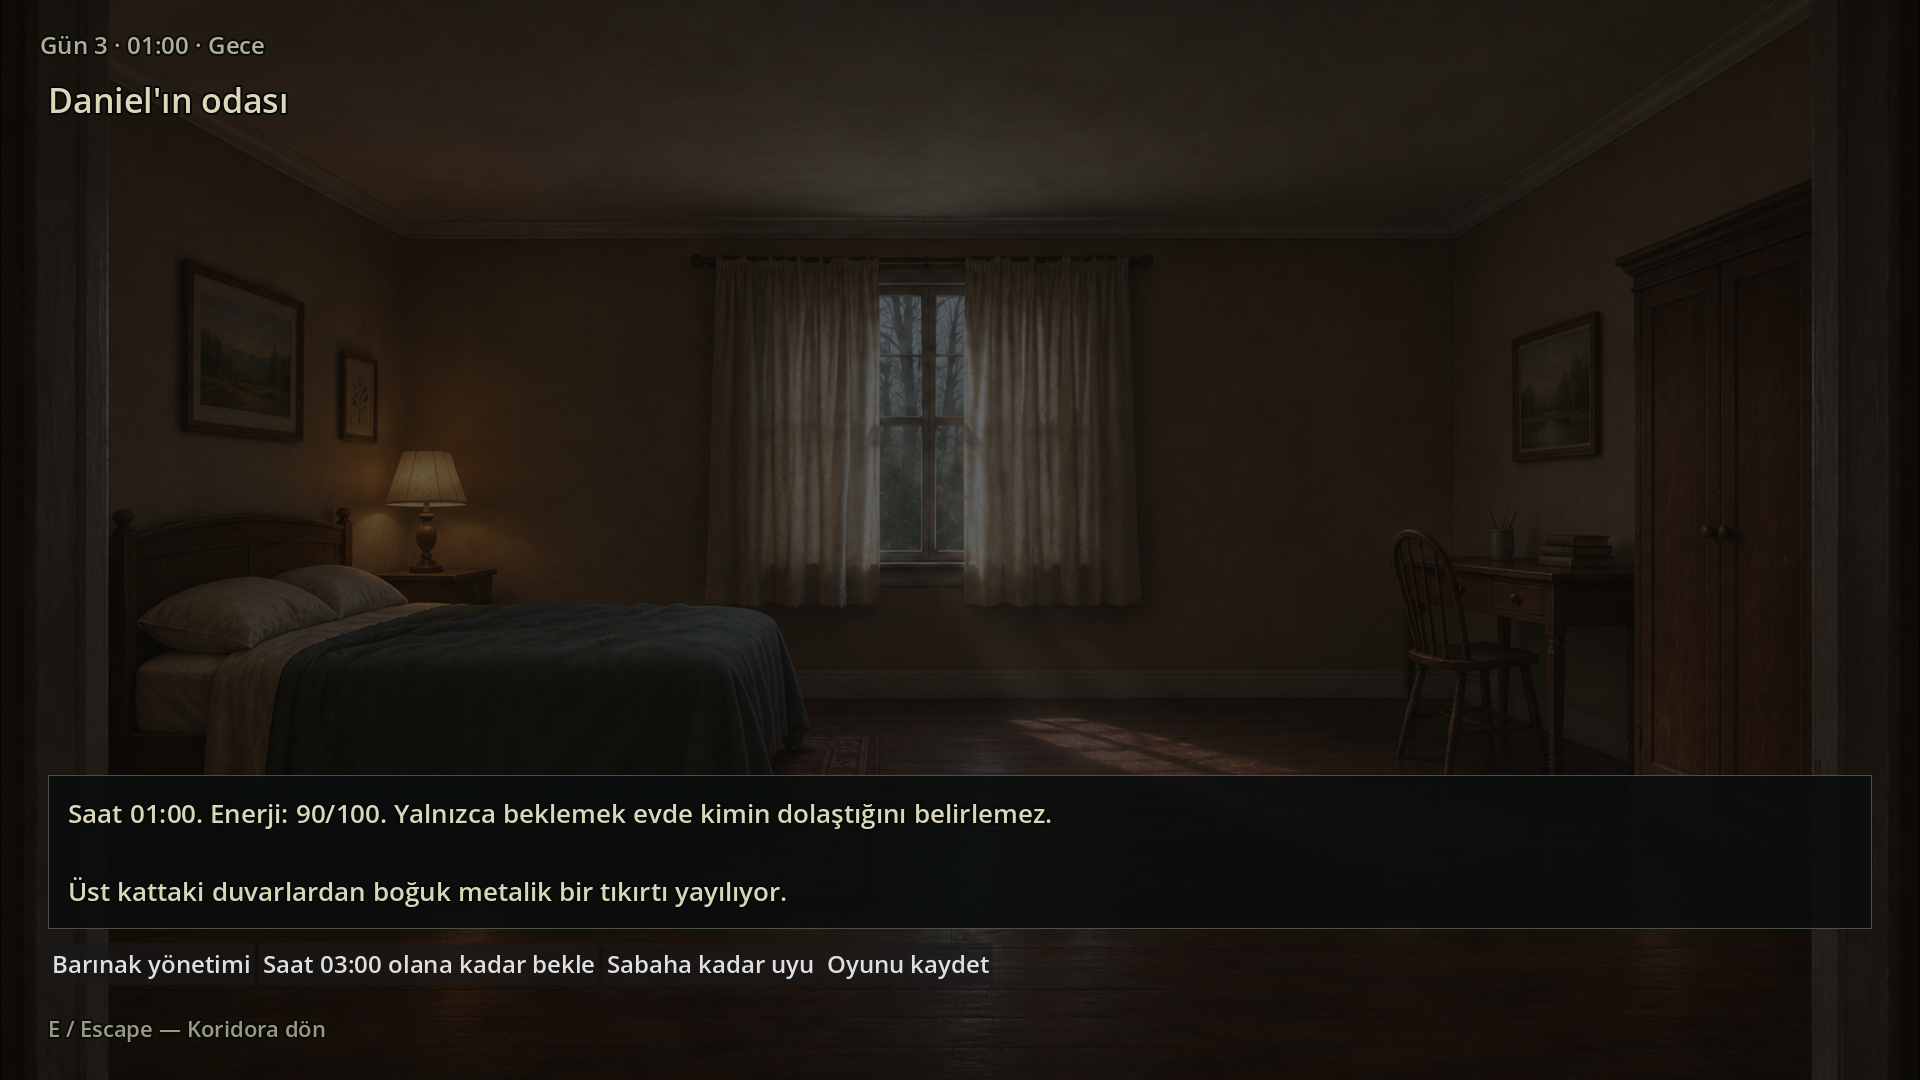 Gün 3 · 01:00 · Gece
Daniel'ın odası
Saat 01:00. Enerji: 90/100. Yalnızca beklemek evde kimin dolaştığını belirlemez.
Üst kattaki duvarlardan boğuk metalik bir tıkırtı yayılıyor.
Barınak yönetimi Saat 03:00 olana kadar bekle Sabaha kadar uyu Oyunu kaydet
E / Escape — Koridora dön